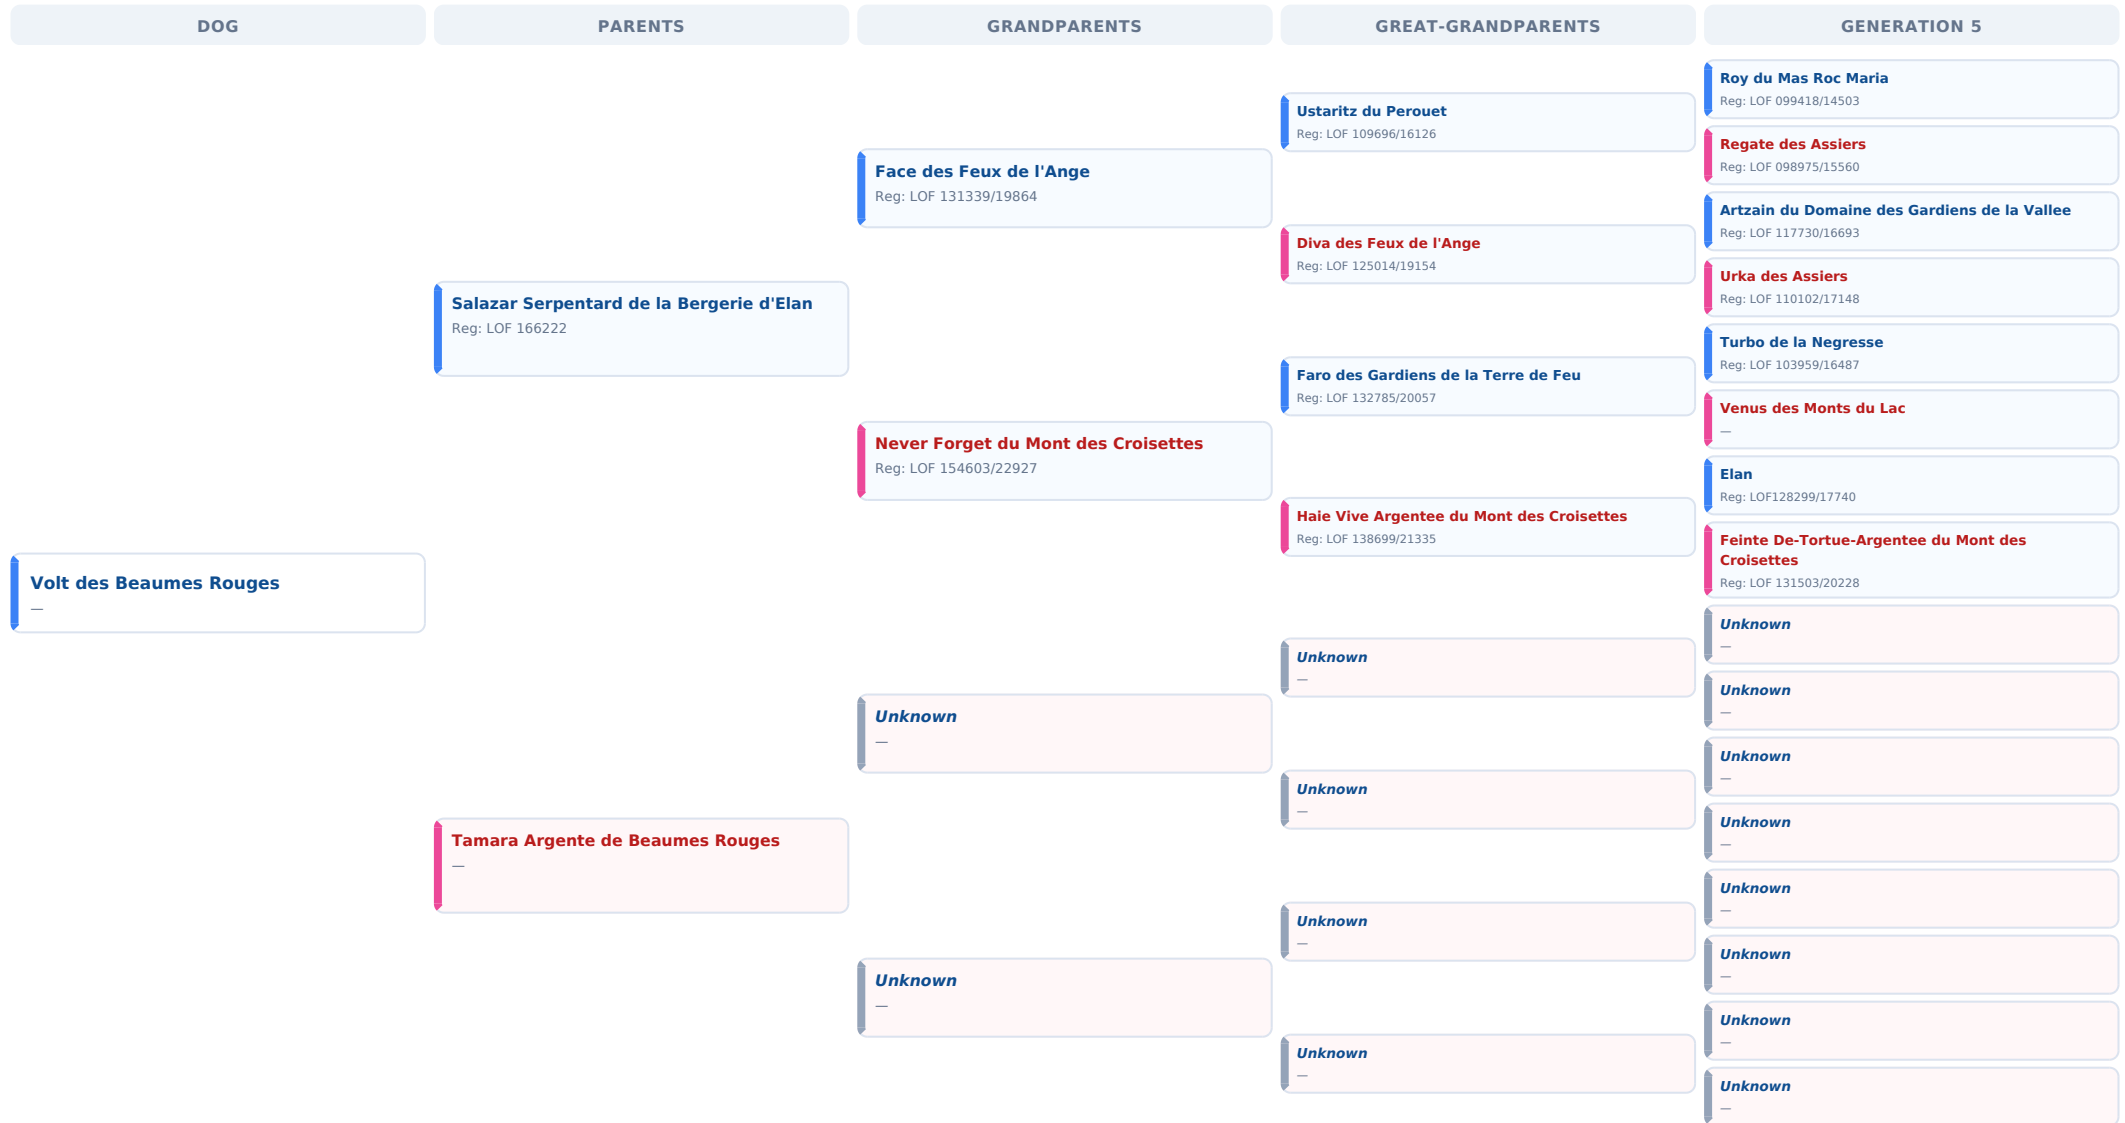 DOG
PARENTS
GRANDPARENTS
GREAT-GRANDPARENTS
GENERATION 5
Volt des Beaumes Rouges
—
Salazar Serpentard de la Bergerie d'Elan
Reg: LOF 166222
Tamara Argente de Beaumes Rouges
—
Face des Feux de l'Ange
Reg: LOF 131339/19864
Never Forget du Mont des Croisettes
Reg: LOF 154603/22927
Unknown
—
Unknown
—
Ustaritz du Perouet
Reg: LOF 109696/16126
Diva des Feux de l'Ange
Reg: LOF 125014/19154
Faro des Gardiens de la Terre de Feu
Reg: LOF 132785/20057
Haie Vive Argentee du Mont des Croisettes
Reg: LOF 138699/21335
Unknown
—
Unknown
—
Unknown
—
Unknown
—
Roy du Mas Roc Maria
Reg: LOF 099418/14503
Regate des Assiers
Reg: LOF 098975/15560
Artzain du Domaine des Gardiens de la Vallee
Reg: LOF 117730/16693
Urka des Assiers
Reg: LOF 110102/17148
Turbo de la Negresse
Reg: LOF 103959/16487
Venus des Monts du Lac
—
Elan
Reg: LOF128299/17740
Feinte De-Tortue-Argentee du Mont des
Croisettes
Reg: LOF 131503/20228
Unknown
—
Unknown
—
Unknown
—
Unknown
—
Unknown
—
Unknown
—
Unknown
—
Unknown
—